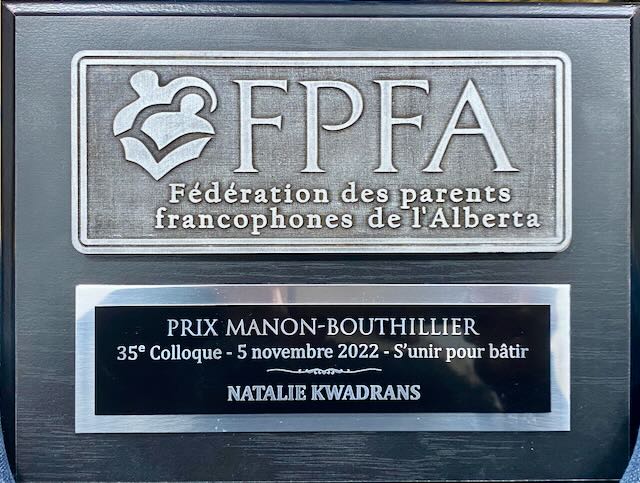 FPFA
Fédération des parents
francophones de l'Alberta
PRIX MANON-BOUTHILLIER
35e Colloque - 5 novembre 2022 - S'unir pour bâtir
NATALIE KWADRANS